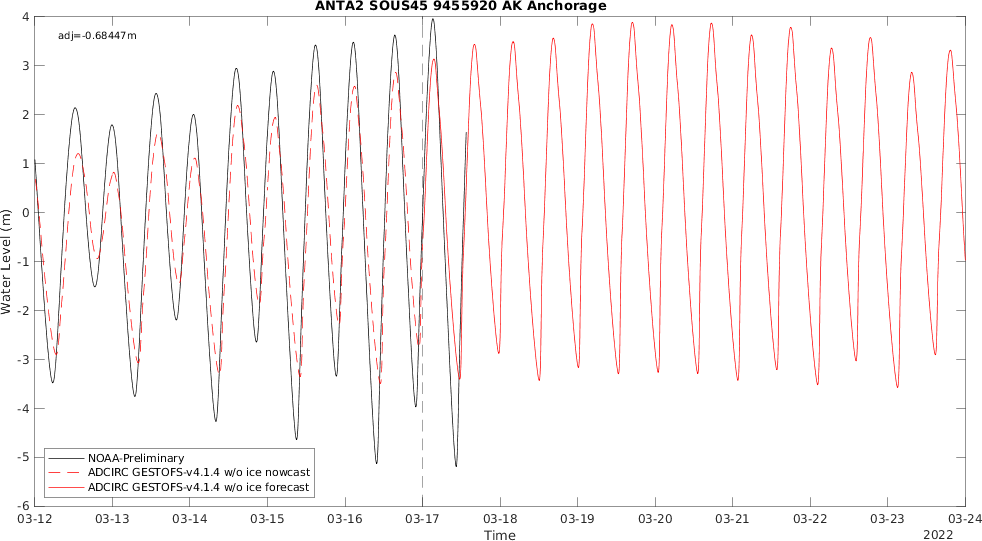 ANTA2 SOUS45 9455920 AK Anchorage
adj=-0.68447m
4
3
2
1
0
-1
-2
-3
-4
-5
-6
Water Level (m)
NOAA-Preliminary
ADCIRC GESTOFS-v4.1.4 w/o ice nowcast
ADCIRC GESTOFS-v4.1.4 w/o ice forecast
03-12 03-13 03-14 03-15 03-16 03-17 03-18 03-19 03-20 03-21 03-22 03-23 03-24
Time
2022